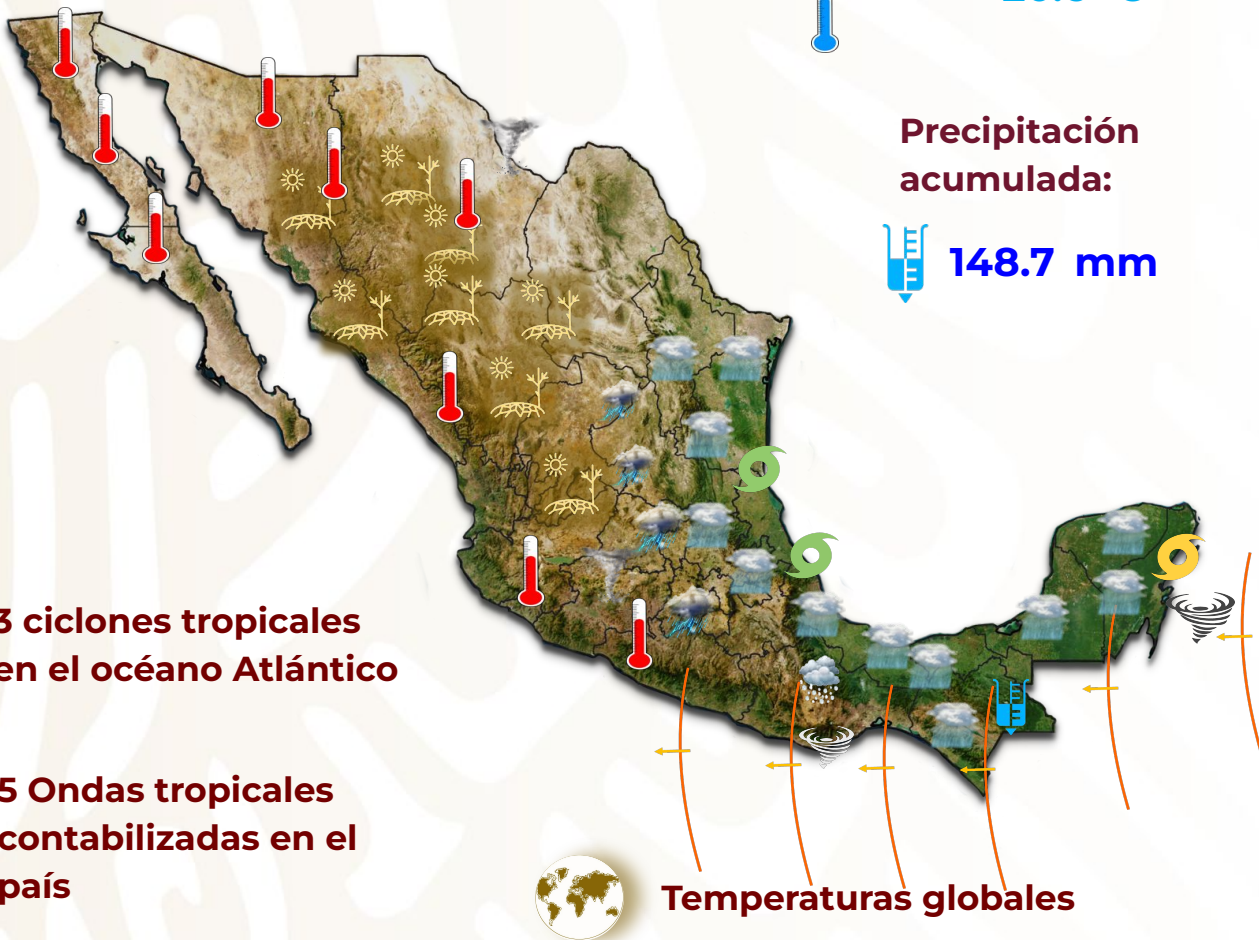 Precipitación
acumulada:
148.7 mm
3 ciclones tropicales
en el océano Atlántico
5 Ondas tropicales
contabilizadas en el
país
Temperaturas globales